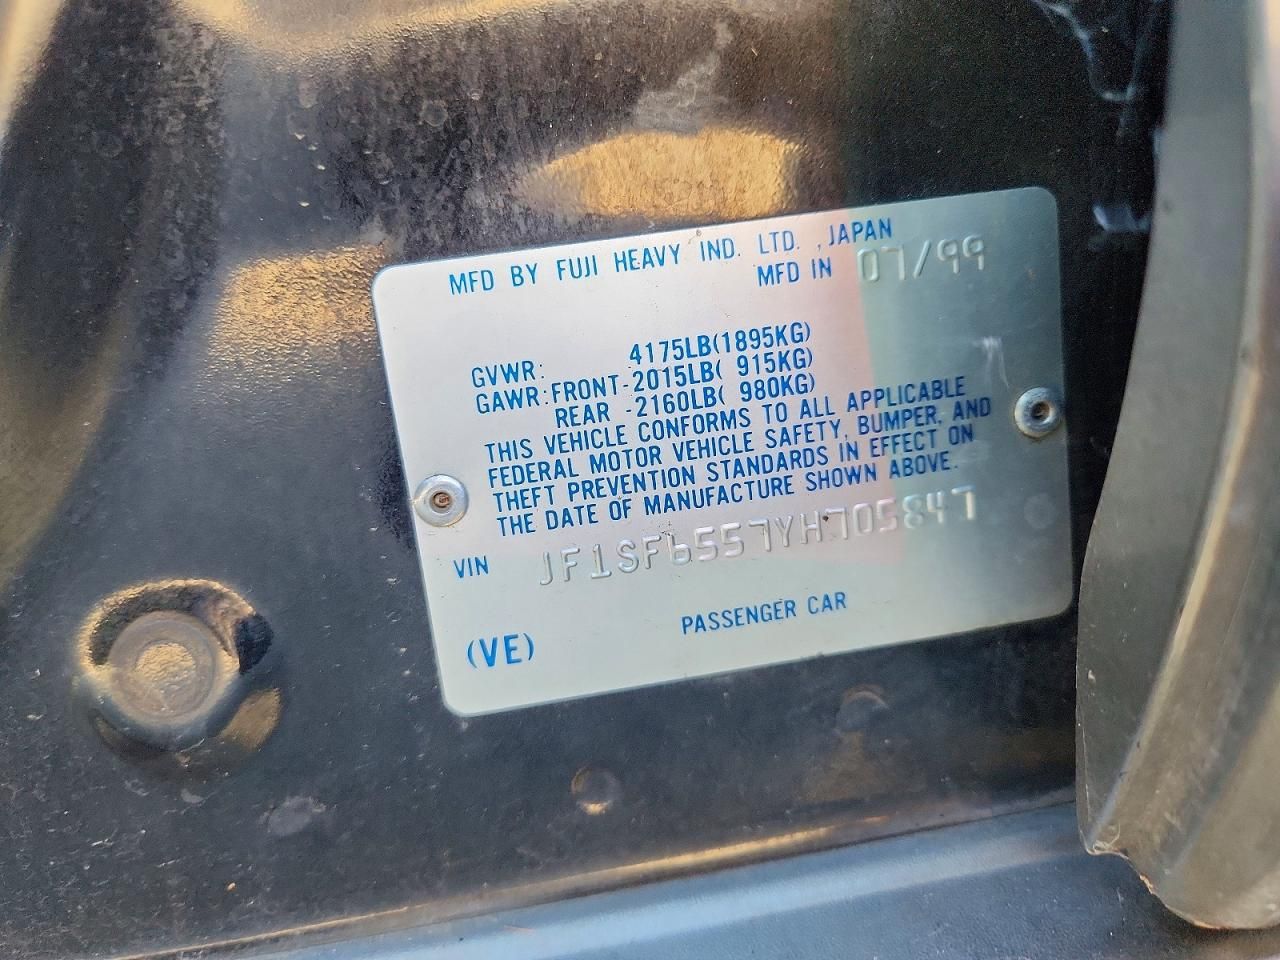 MFD BY FUJI HEAVY IND. LTD. ,JAPAN
MFD IN 07/99
GVWR: 4175LB(1895KG)
GAWR:FRONT-2015LB( 915KG)
REAR -2160LB( 980KG)
THIS VEHICLE CONFORMS TO ALL APPLICABLE
FEDERAL MOTOR VEHICLE SAFETY, BUMPER, AND
THEFT PREVENTION STANDARDS IN EFFECT ON
THE DATE OF MANUFACTURE SHOWN ABOVE.
VIN JF1SF6557YH705847
(VE) PASSENGER CAR